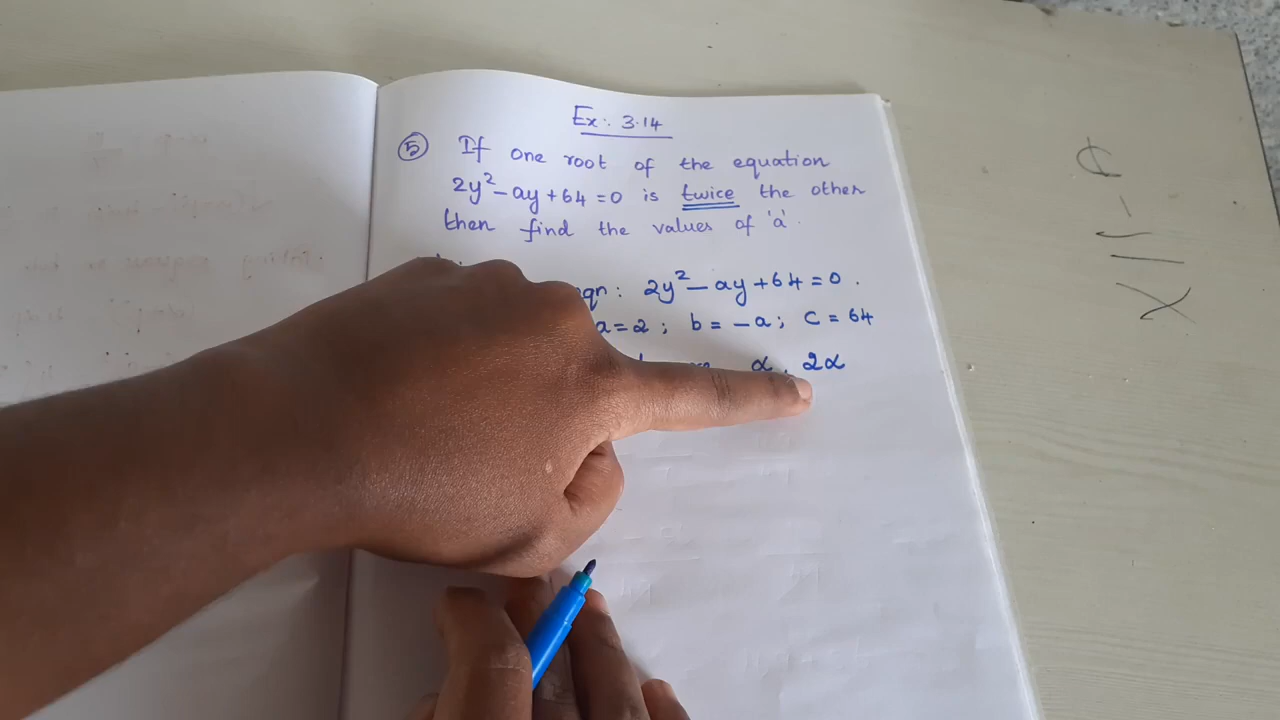 Ex: 3.14
5 If one root of the equation
2y²-ay+64=0 is twice the other
then find the values of 'a'.
qn: 2y²-ay+64=0.
a=2; b=-a; c=64
α, 2α